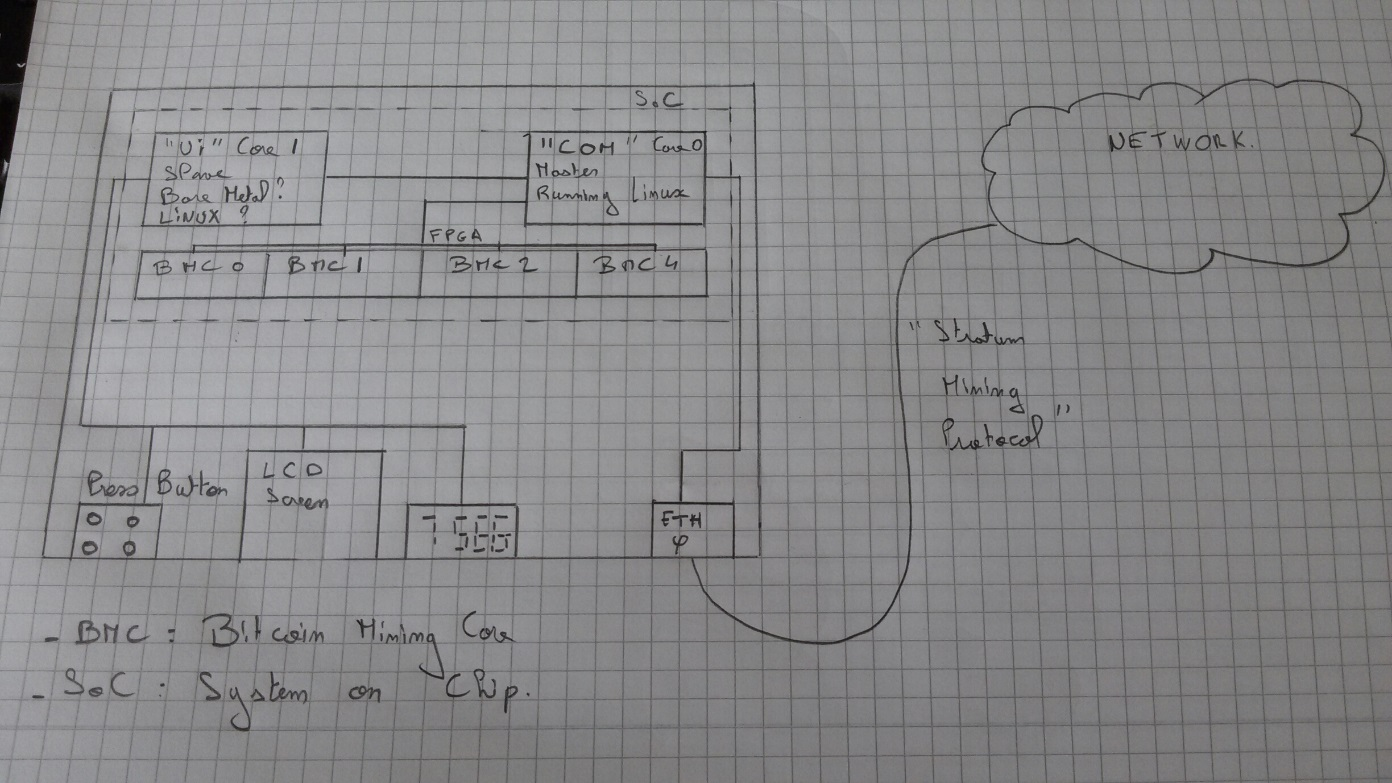 S.C
"Ui" Core 1
Slave
Bare Metal?
LiNUX ?
"COM" Core 0
Master
Running Linux
NETWORK.
FPGA
BMC 0
BMC 1
BMC 2
BMC 4
"Stratum
Mining
Protocol"
Press Button
LCD
Screen
ETH
φ
- BMC : Bitcoin Mining Core
- SoC : System on Chip.